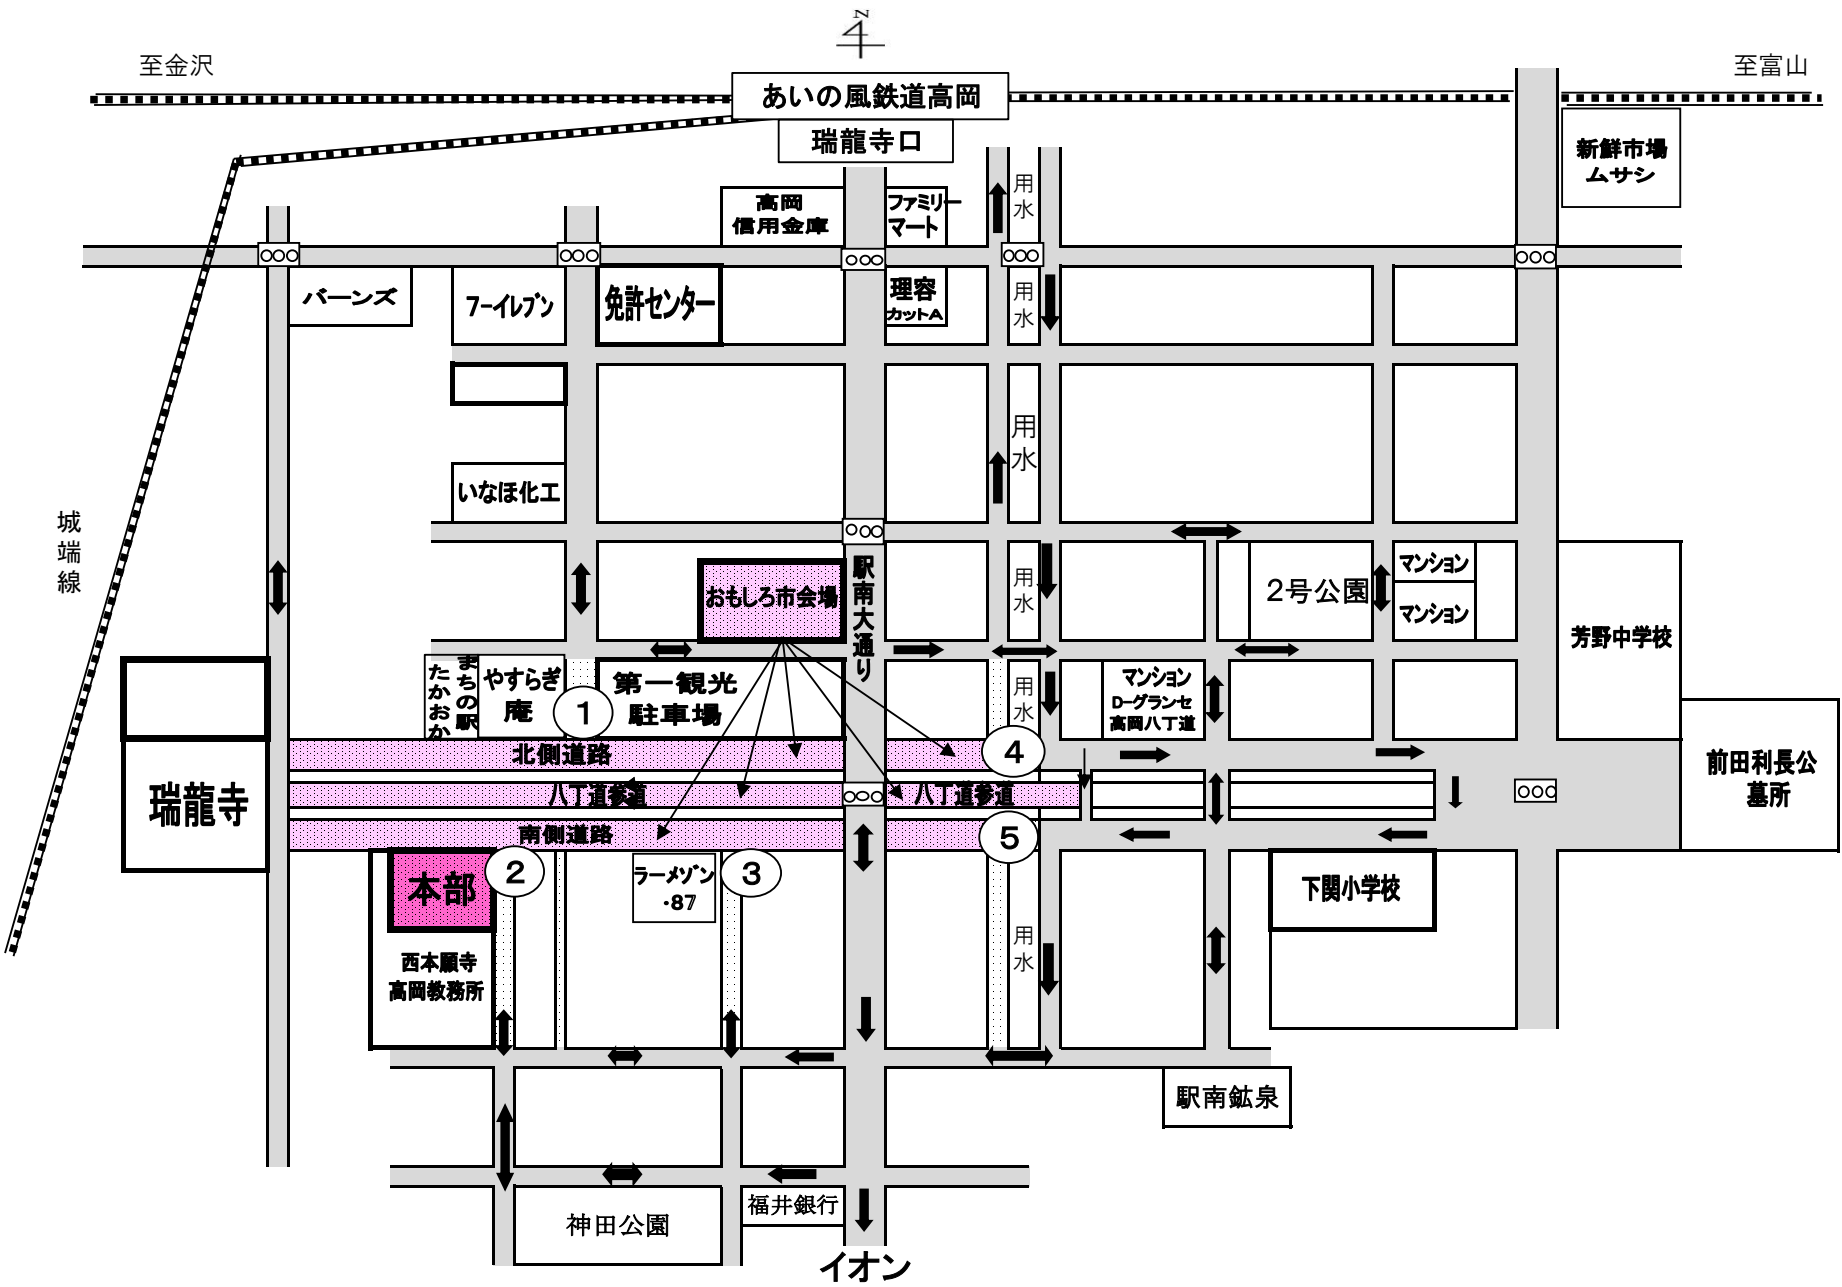 N
至金沢
至富山
あいの風鉄道高岡
瑞龍寺口
新鮮市場
ムサシ
用水
高岡
信用金庫
ファミリー
マート
バーンズ
7ーイレブン
免許センター
理容
カットA
用水
用水
いなほ化工
城端線
おもしろ市会場
駅南大通り
用水
2号公園
マンション
マンション
芳野中学校
まちの駅
たかおか
やすらぎ
庵
①
第一観光
駐車場
用水
マンション
D-グランセ
高岡八丁道
北側道路
④
前田利長公
墓所
瑞龍寺
八丁道参道
八丁道参道
南側道路
⑤
本部
②
ラーメゾン
・87
③
下関小学校
西本願寺
高岡教務所
用水
駅南鉱泉
神田公園
福井銀行
イオン